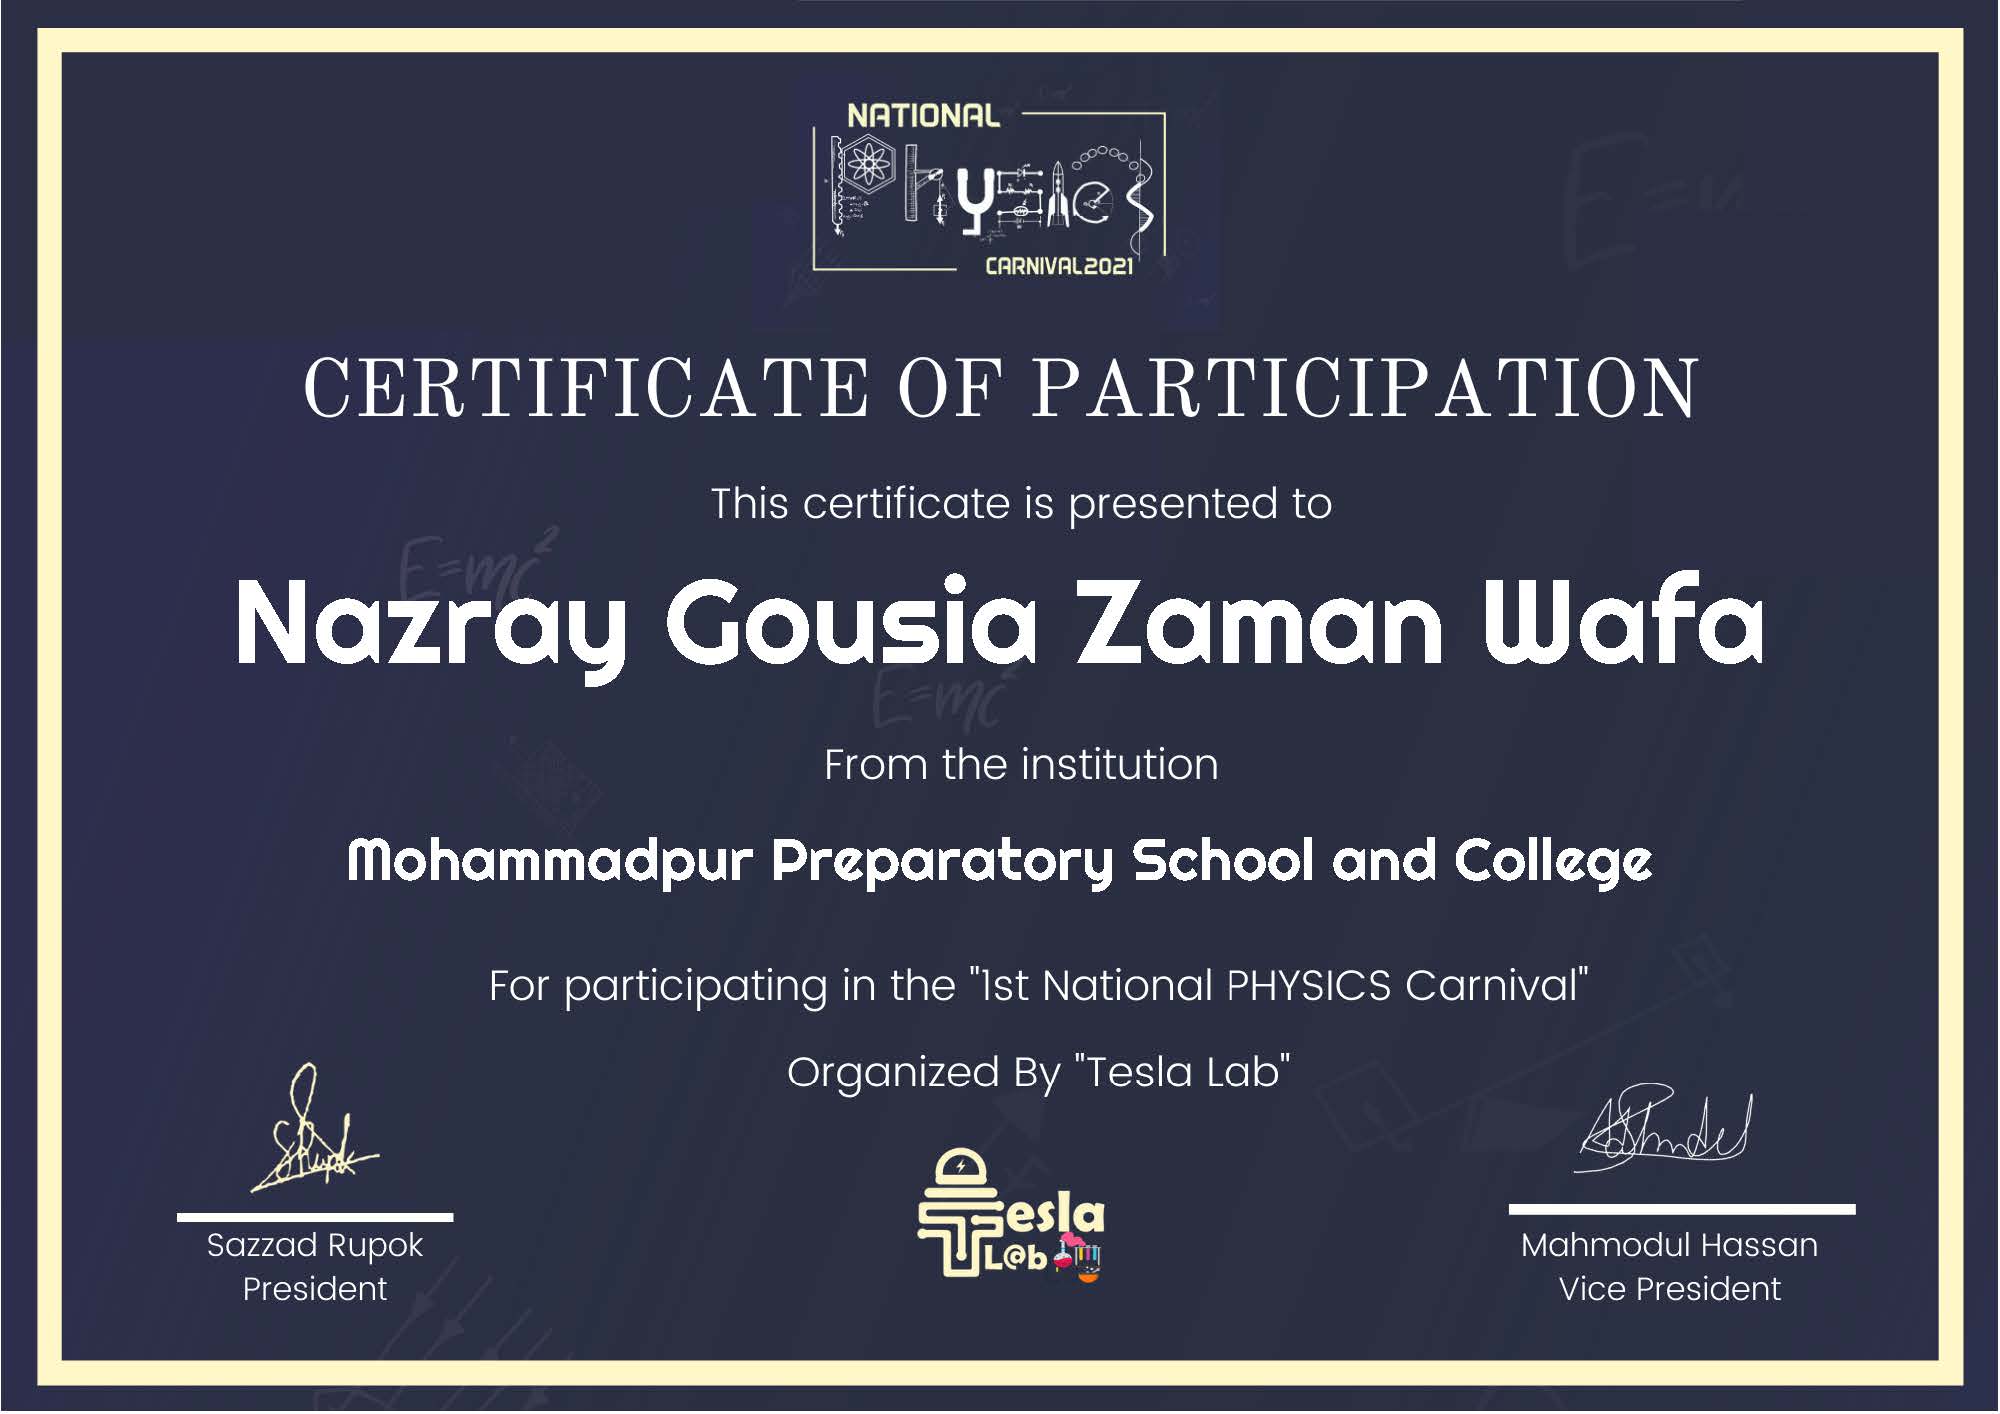 NATIONAL
Physics
CARNIVAL2021
E=m
CERTIFICATE OF PARTICIPATION
This certificate is presented to
E=mc²
Nazray Gousia Zaman Wafa
E=mc²
From the institution
Mohammadpur Preparatory School and College
For participating in the "1st National PHYSICS Carnival"
Organized By "Tesla Lab"
Tesla
L@b
Sazzad Rupok
President
Mahmodul Hassan
Vice President